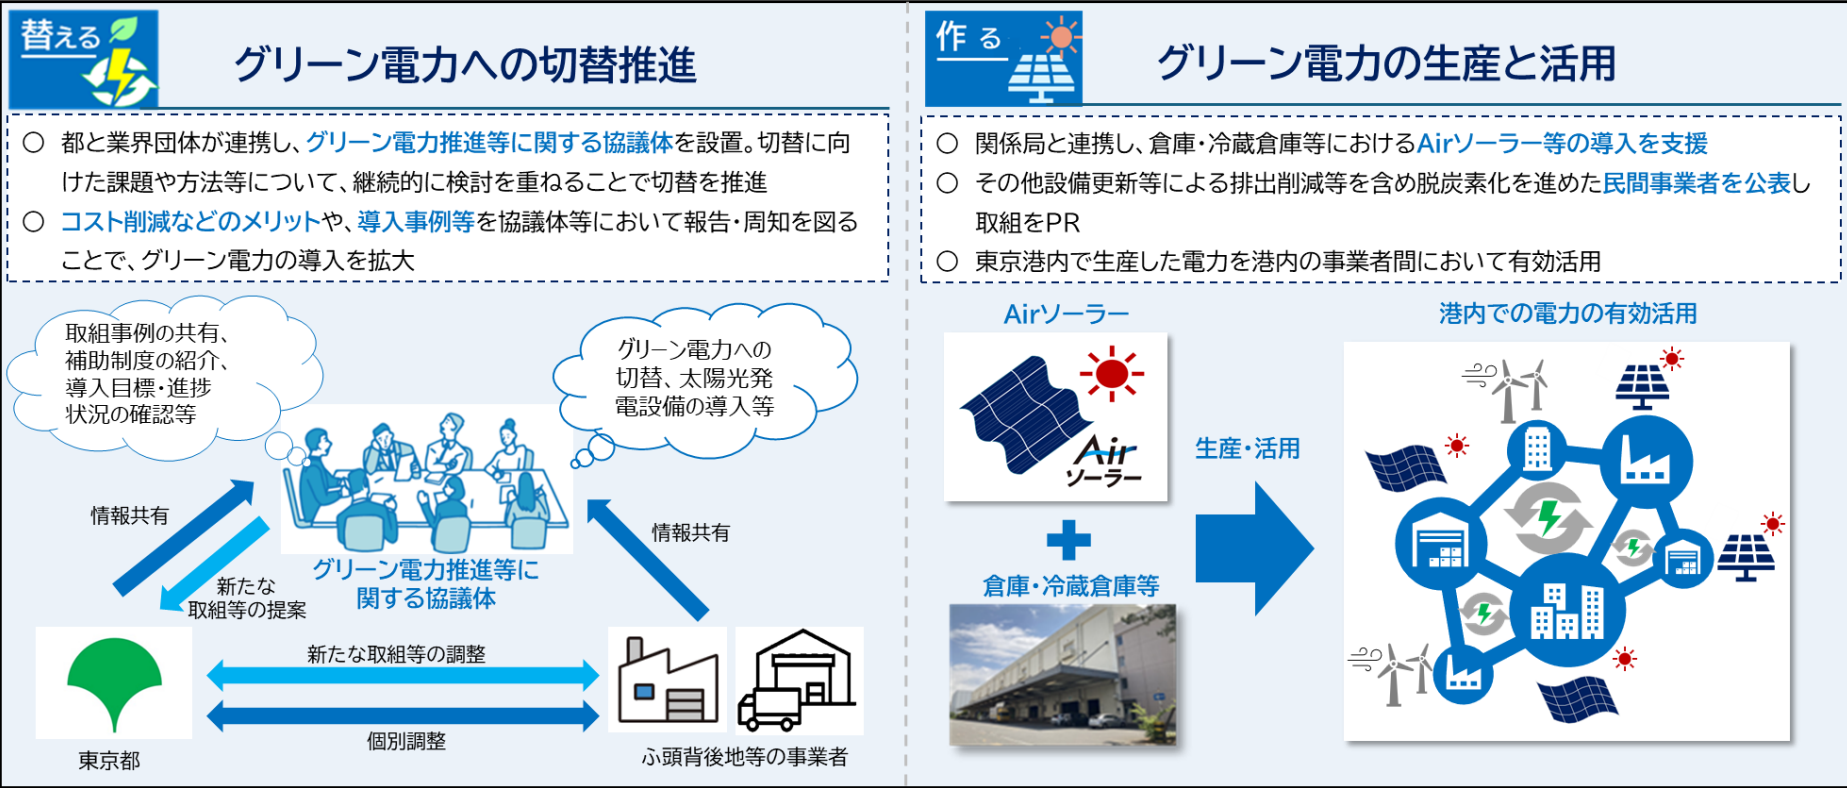 替える
グリーン電力への切替推進
○ 都と業界団体が連携し、グリーン電力推進等に関する協議体を設置。切替に向
けた課題や方法等について、継続的に検討を重ねることで切替を推進
○ コスト削減などのメリットや、導入事例等を協議体等において報告・周知を図る
ことで、グリーン電力の導入を拡大
取組事例の共有、
補助制度の紹介、
導入目標・進捗
状況の確認等
グリーン電力への
切替、太陽光発
電設備の導入等
情報共有
情報共有
新たな
取組等の提案
グリーン電力推進等に
関する協議体
新たな取組等の調整
個別調整
東京都
ふ頭背後地等の事業者
作る
グリーン電力の生産と活用
○ 関係局と連携し、倉庫・冷蔵倉庫等におけるAirソーラー等の導入を支援
○ その他設備更新等による排出削減等を含め脱炭素化を進めた民間事業者を公表し
取組をPR
○ 東京港内で生産した電力を港内の事業者間において有効活用
Airソーラー
Air
ソーラー
倉庫・冷蔵倉庫等
生産・活用
港内での電力の有効活用